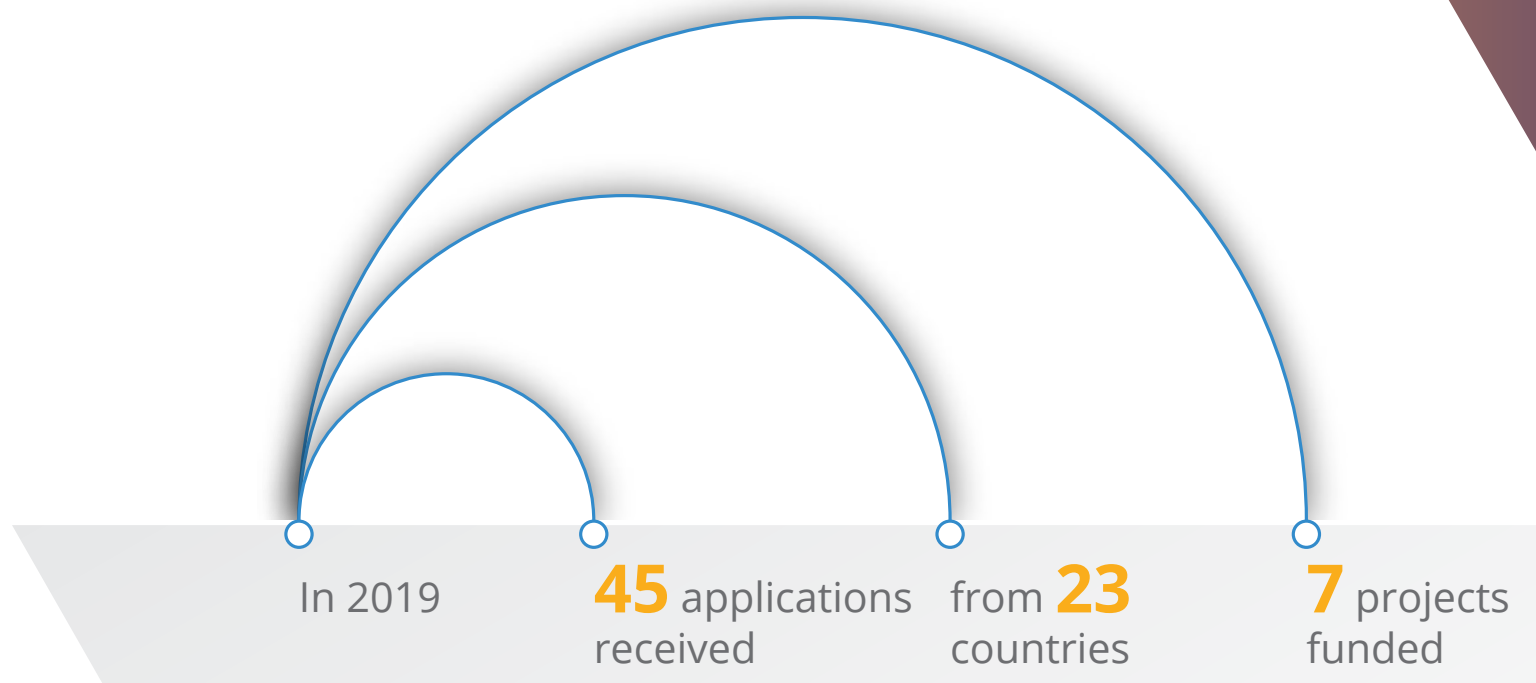 In 2019
45 applications
received
from 23
countries
7 projects
funded